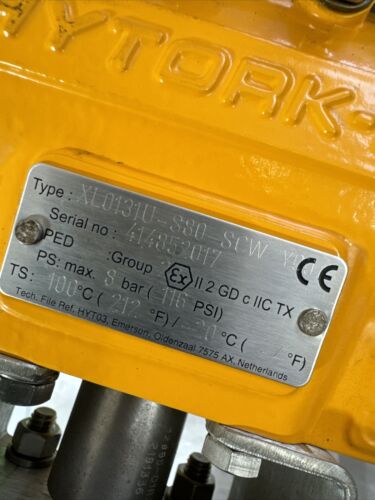 HYTORK-
Type: XL0131U-S80-SCW
Serial no: 414852017
PED :Group Ex II 2 GD c IIC TX CE
PS: max. 8 bar ( 116 PSI)
TS: 100°C ( 212°F)/ -20°C ( °F)
Tech. File Ref, HYT03, Emerson, Oldenzaal 7575 AX, Netherlands